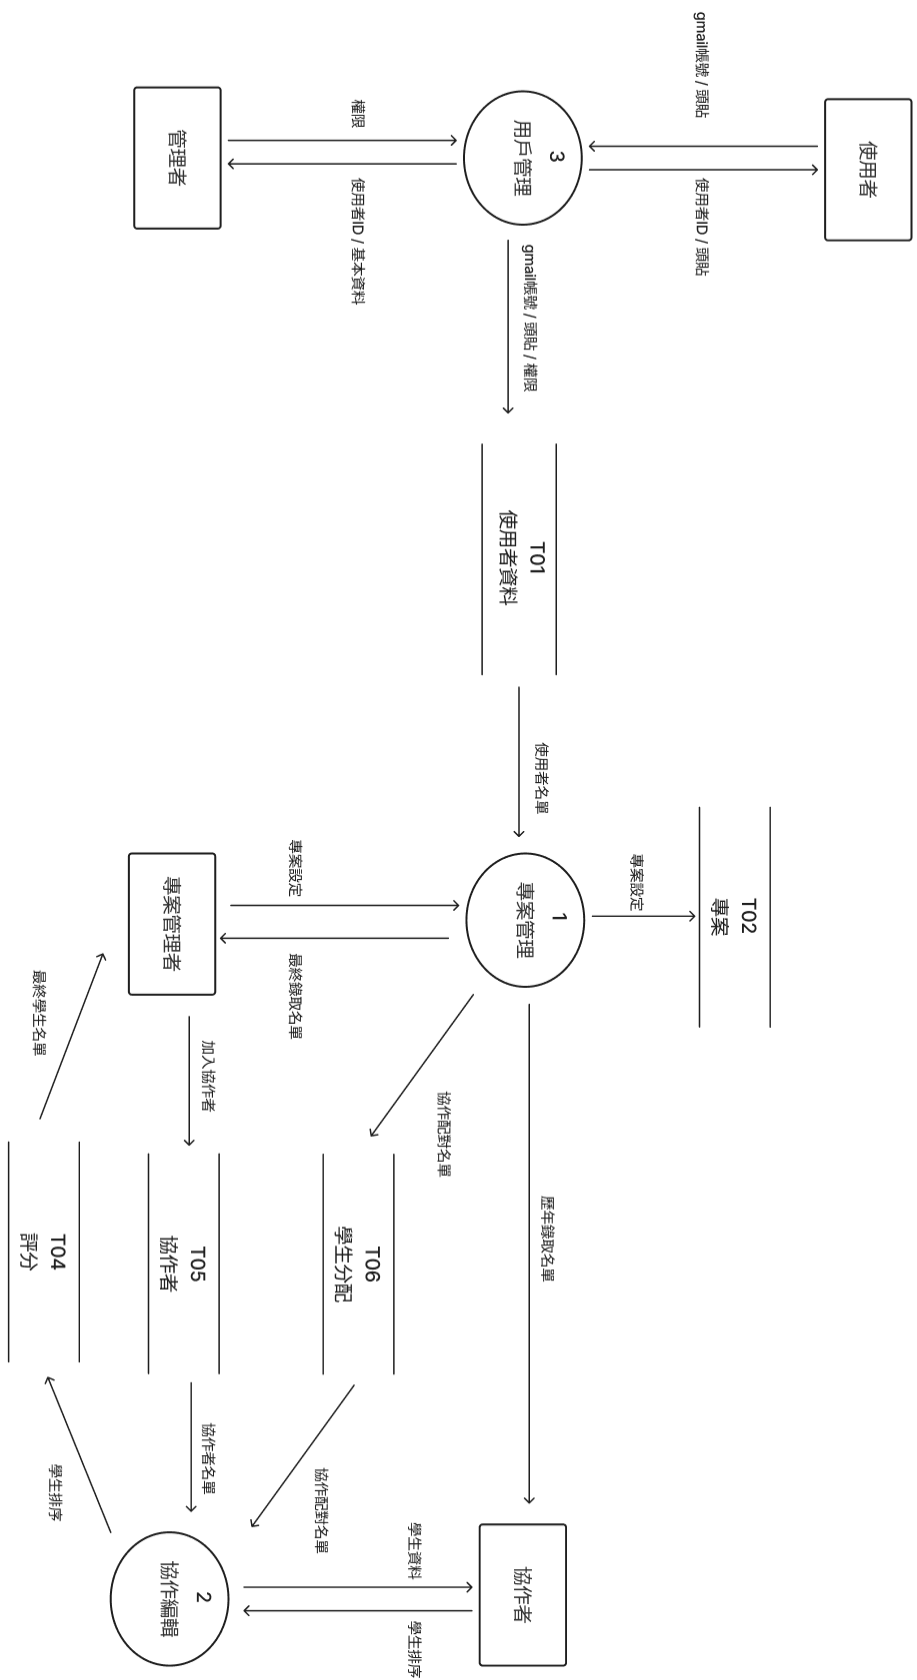 使用者
gmail帳號 / 頭貼
使用者ID / 頭貼
3
用戶管理
權限
使用者ID / 基本資料
管理者
gmail帳號 / 頭貼 / 權限
T01
使用者資料
使用者名單
T02
專案
專案設定
1
專案管理
專案設定
最終錄取名單
專案管理者
歷年錄取名單
協作配對名單
加入協作者
最終學生名單
T06
學生分配
T05
協作者
T04
評分
協作配對名單
協作者名單
學生排序
協作者
學生資料
學生排序
2
協作編輯